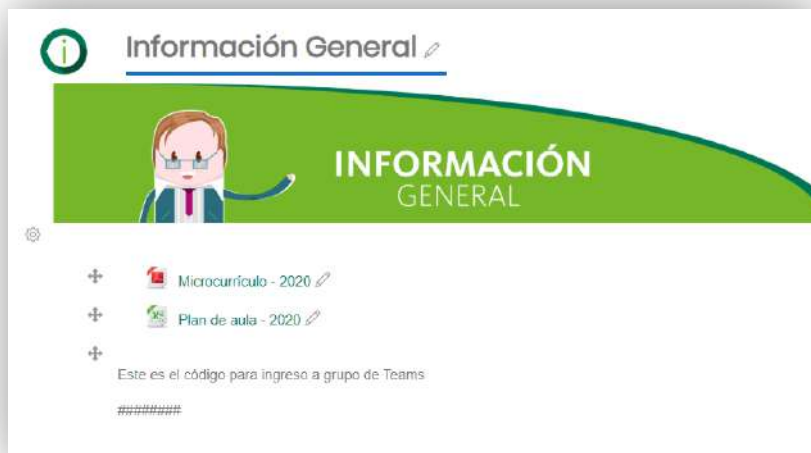 Información General
INFORMACIÓN
GENERAL
Microcurrículo - 2020
Plan de aula - 2020
Este es el código para ingreso a grupo de Teams
########